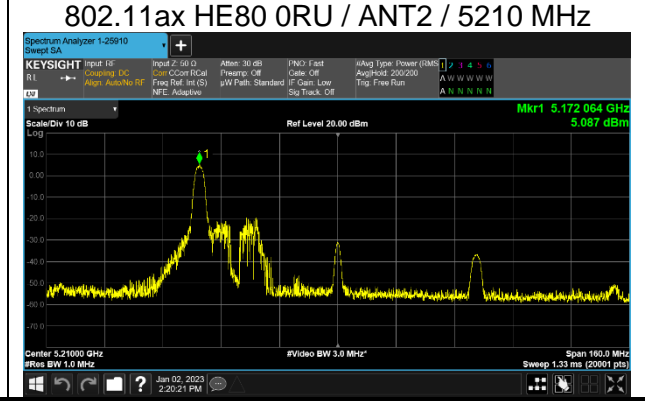 802.11ax HE80 0RU / ANT2 / 5210 MHz
Spectrum Analyzer 1-25910
Swept SA
+
KEYSIGHT Input: RF Input Z: 50 Ω Atten: 30 dB PNO: Fast #Avg Type: Power (RMS 1 2 3 4 5 6
RL Coupling: DC Corr CCorr RCal Preamp: Off Gate: Off Avg|Hold: 200/200 A W W W W W
Align: Auto/No RF Freq Ref: Int (S) µW Path: Standard IF Gain: Low Trig: Free Run
NFE: Adaptive Sig Track: Off A N N N N N
LXI
1 Spectrum
Mkr1 5.172 064 GHz
Scale/Div 10 dB Ref Level 20.00 dBm 5.087 dBm
Log
1
10.0
0.00
-10.0
-20.0
-30.0
-40.0
-50.0
-60.0
-70.0
Center 5.21000 GHz #Video BW 3.0 MHz* Span 160.0 MHz
#Res BW 1.0 MHz Sweep 1.33 ms (20001 pts)
? Jan 02, 2023
2:20:21 PM